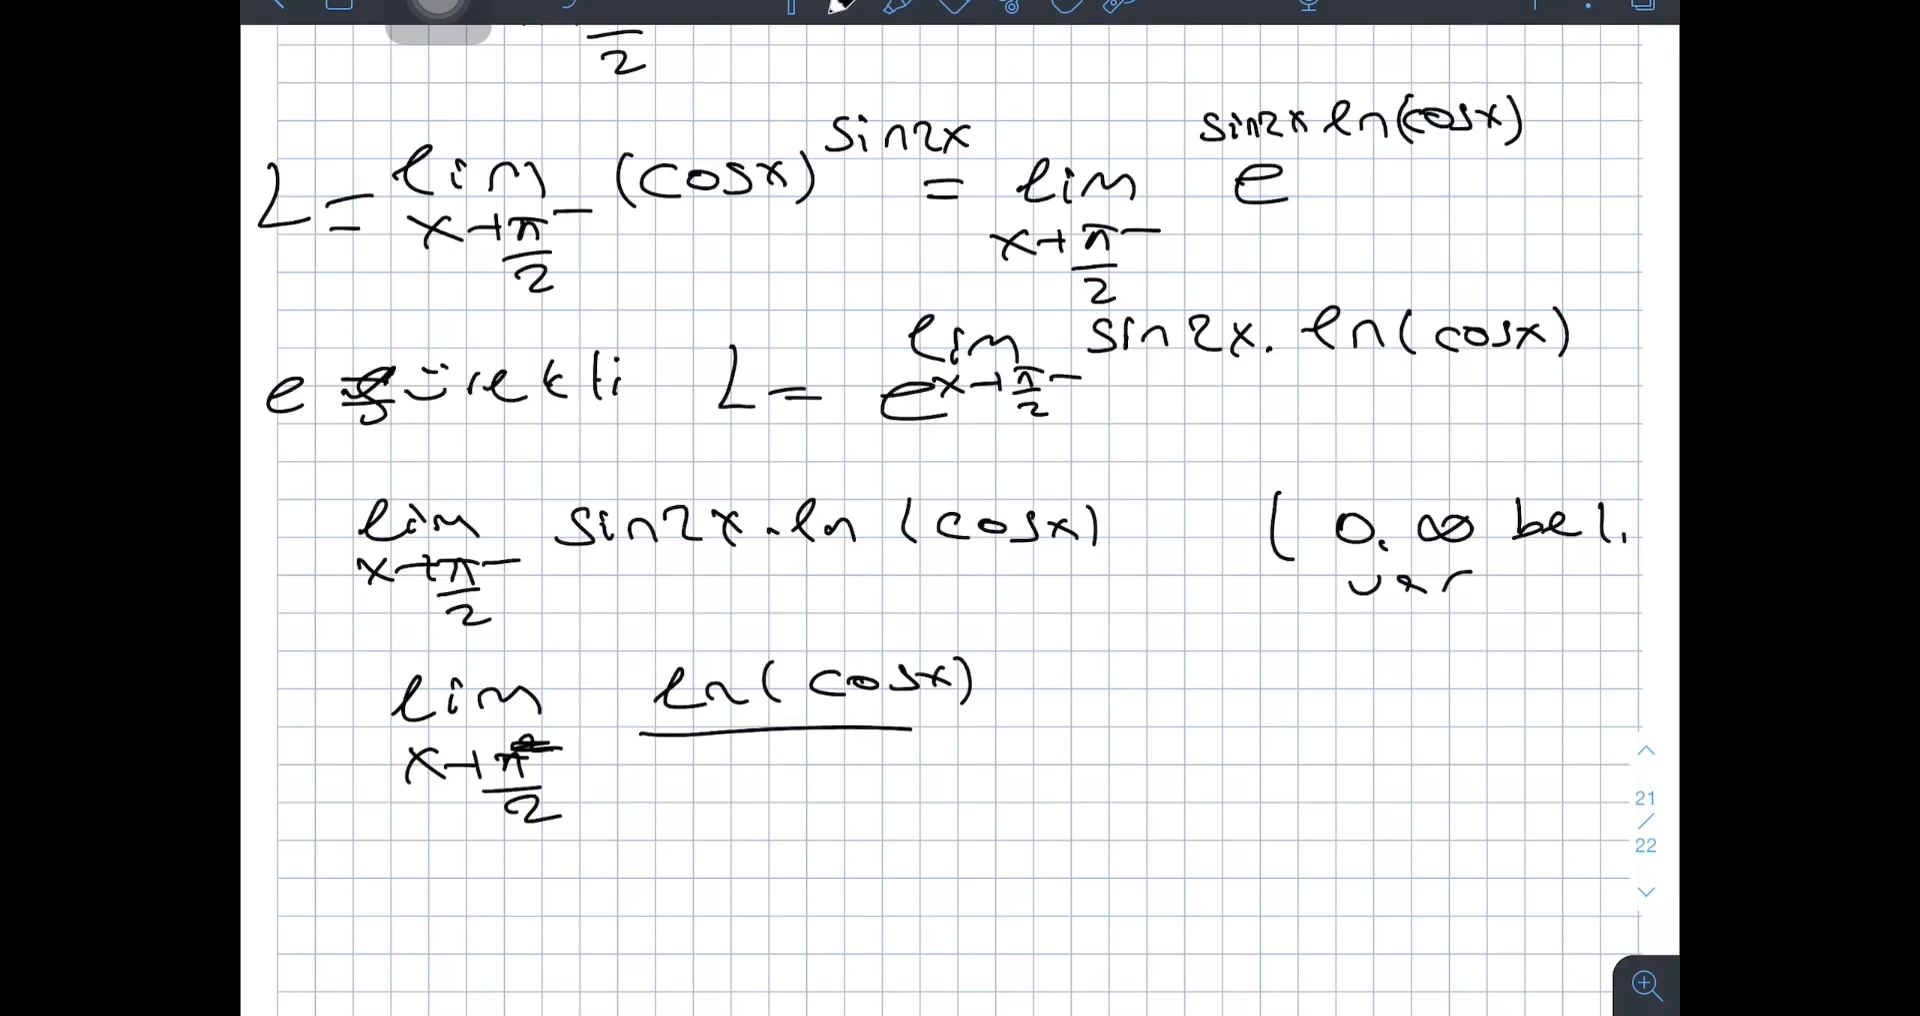 2
L = lim x→π/2⁻ (cosx)^sin2x = lim x→π/2⁻ e^sin2x ln(cosx)
e sürekli L = e^lim x→π/2⁻ sin2x. ln(cosx)
lim x→π/2⁻ sin2x.ln(cosx) ( 0.∞ bel.
var
lim x→π/2 ln(cosx)
21
/
22